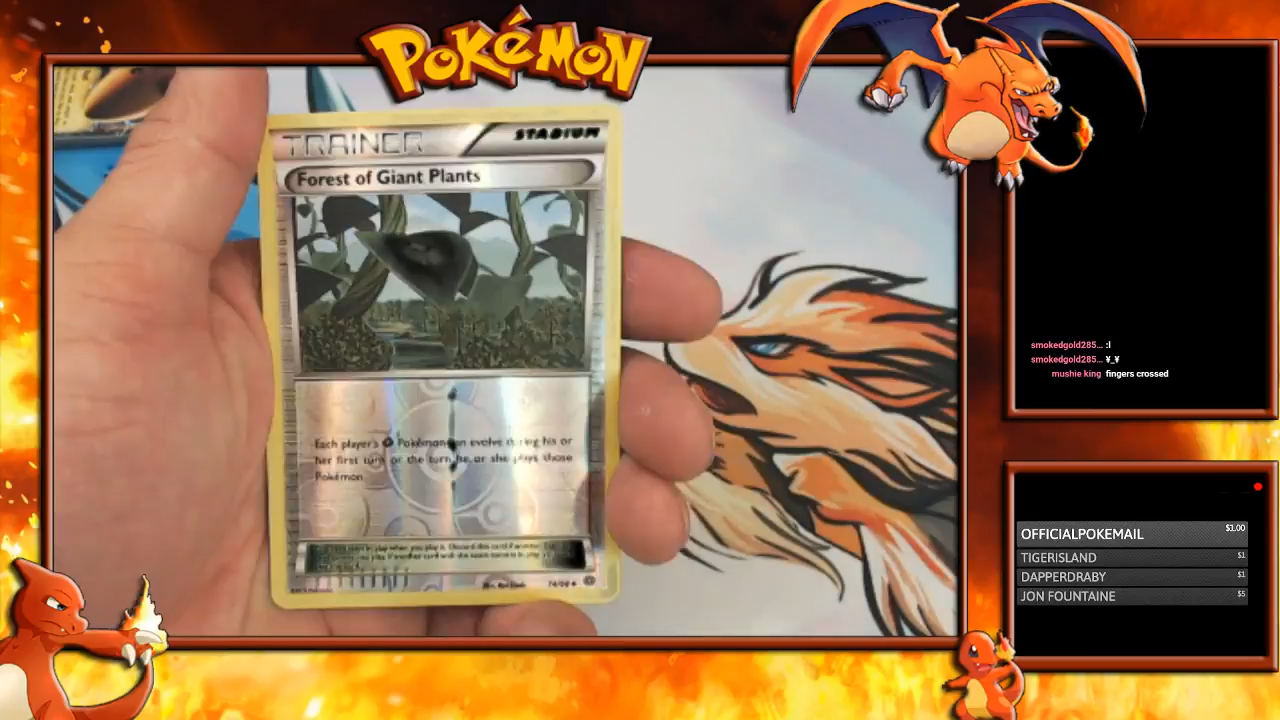 POKéMON
TRAINER
STADIUM
Forest of Giant Plants
Each player's Pokémon can evolve during his or
her first turn or the turn he or she plays those
Pokémon.
74/98
smokedgold285... :l
smokedgold285... ¥_¥
mushie king fingers crossed
OFFICIALPOKEMAIL $1.00
TIGERISLAND $1
DAPPERDRABY $1
JON FOUNTAINE $5